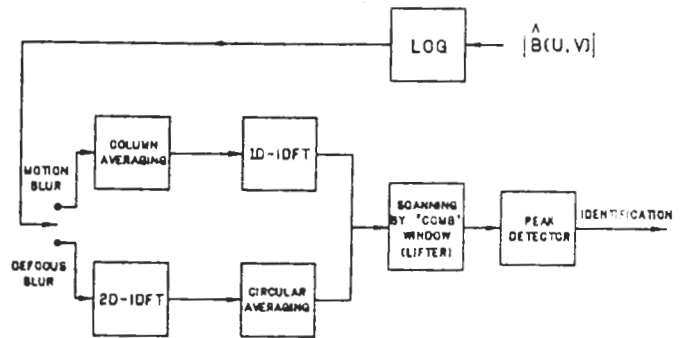 LOG
|B̂(U,V)|
COLUMN
AVERAGING
1D-IDFT
MOTION
BLUR
SCANNING
BY "COMB"
WINDOW
(LIFTER)
PEAK
DETECTOR
IDENTIFICATION
DEFOCUS
BLUR
2D-IDFT
CIRCULAR
AVERAGING